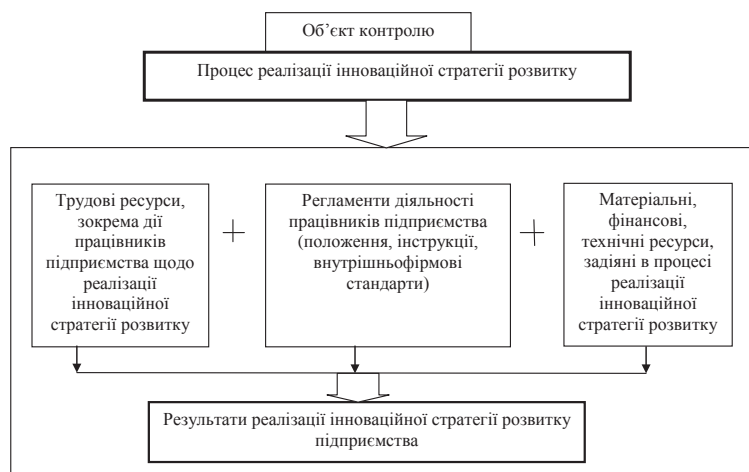 Об’єкт контролю
Процес реалізації інноваційної стратегії розвитку
Трудові ресурси,
зокрема дії
працівників
підприємства щодо
реалізації
інноваційної
стратегії розвитку
+
Регламенти діяльності
працівників підприємства
(положення, інструкції,
внутрішньофірмові
стандарти)
+
Матеріальні,
фінансові,
технічні ресурси,
задіяні в процесі
реалізації
інноваційної
стратегії розвитку
Результати реалізації інноваційної стратегії розвитку
підприємства